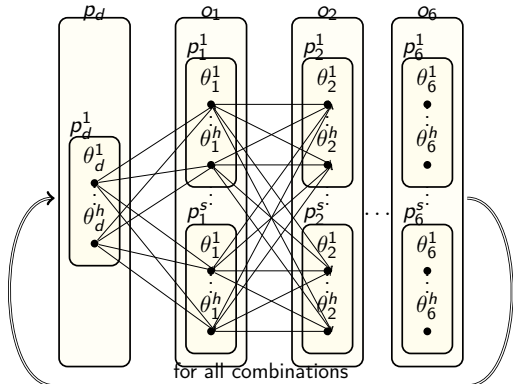 p_d o_1 o_2 o_6
p_1^1 p_2^1 p_6^1
θ_1^1 θ_2^1 θ_6^1
⋮ ⋮ ⋮
p_d^1
θ_1^h θ_2^h θ_6^h
θ_d^1
⋮ ⋮ ⋮ ⋮
θ_d^h p_1^s p_2^s ... p_6^s
θ_1^1 θ_2^1 θ_6^1
⋮ ⋮ ⋮
θ_1^h θ_2^h θ_6^h
for all combinations